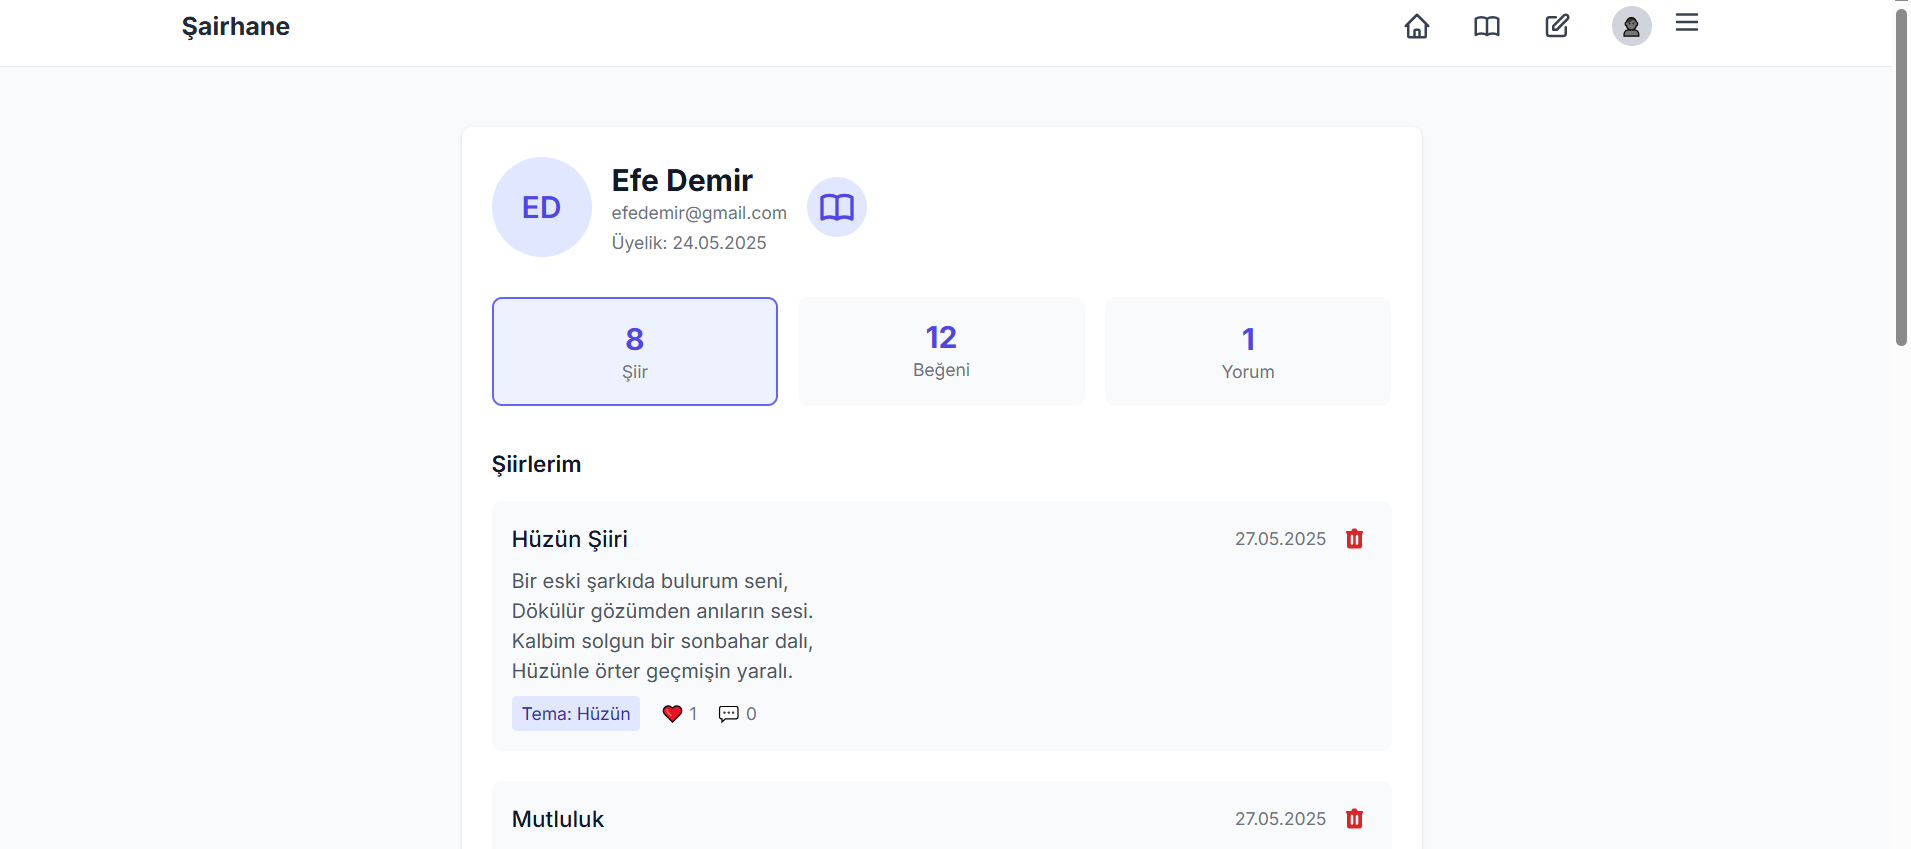 Şairhane
ED
Efe Demir
efedemir@gmail.com
Üyelik: 24.05.2025
8
Şiir
12
Beğeni
1
Yorum
Şiirlerim
Hüzün Şiiri
27.05.2025
Bir eski şarkıda bulurum seni,
Dökülür gözümden anıların sesi.
Kalbim solgun bir sonbahar dalı,
Hüzünle örter geçmişin yaralı.
Tema: Hüzün
1
0
Mutluluk
27.05.2025